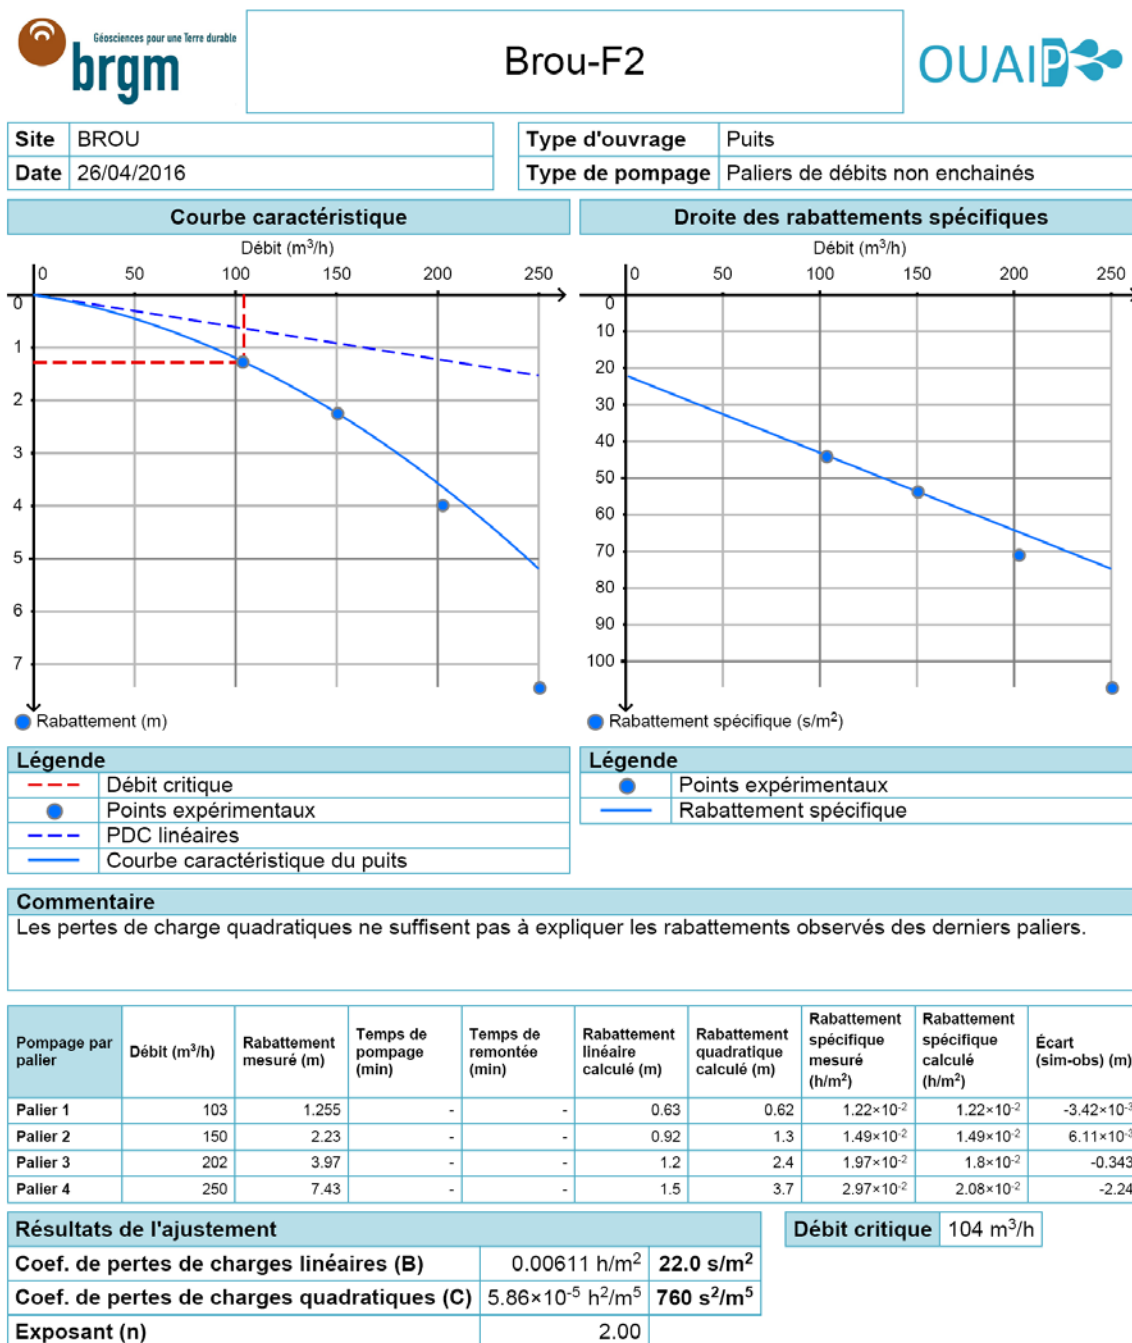 Géosciences pour une Terre durable
brgm
Brou-F2
OUAIP
Site BROU
Date 26/04/2016
Type d'ouvrage Puits
Type de pompage Paliers de débits non enchainés
Courbe caractéristique
Débit (m³/h)
0 50 100 150 200 250
0
1
2
3
4
5
6
7
Rabattement (m)
Droite des rabattements spécifiques
Débit (m³/h)
0 50 100 150 200 250
0
10
20
30
40
50
60
70
80
90
100
Rabattement spécifique (s/m²)
Légende
Débit critique
Points expérimentaux
PDC linéaires
Courbe caractéristique du puits
Légende
Points expérimentaux
Rabattement spécifique
Commentaire
Les pertes de charge quadratiques ne suffisent pas à expliquer les rabattements observés des derniers paliers.
Pompage par palier Débit (m³/h) Rabattement mesuré (m) Temps de pompage (min) Temps de remontée (min) Rabattement linéaire calculé (m) Rabattement quadratique calculé (m) Rabattement spécifique mesuré (h/m²) Rabattement spécifique calculé (h/m²) Écart (sim-obs) (m)
Palier 1 103 1.255 - - 0.63 0.62 1.22×10⁻² 1.22×10⁻² -3.42×10⁻³
Palier 2 150 2.23 - - 0.92 1.3 1.49×10⁻² 1.49×10⁻² 6.11×10⁻³
Palier 3 202 3.97 - - 1.2 2.4 1.97×10⁻² 1.8×10⁻² -0.343
Palier 4 250 7.43 - - 1.5 3.7 2.97×10⁻² 2.08×10⁻² -2.24
Résultats de l'ajustement
Coef. de pertes de charges linéaires (B) 0.00611 h/m² 22.0 s/m²
Coef. de pertes de charges quadratiques (C) 5.86×10⁻⁵ h²/m⁵ 760 s²/m⁵
Exposant (n) 2.00
Débit critique 104 m³/h